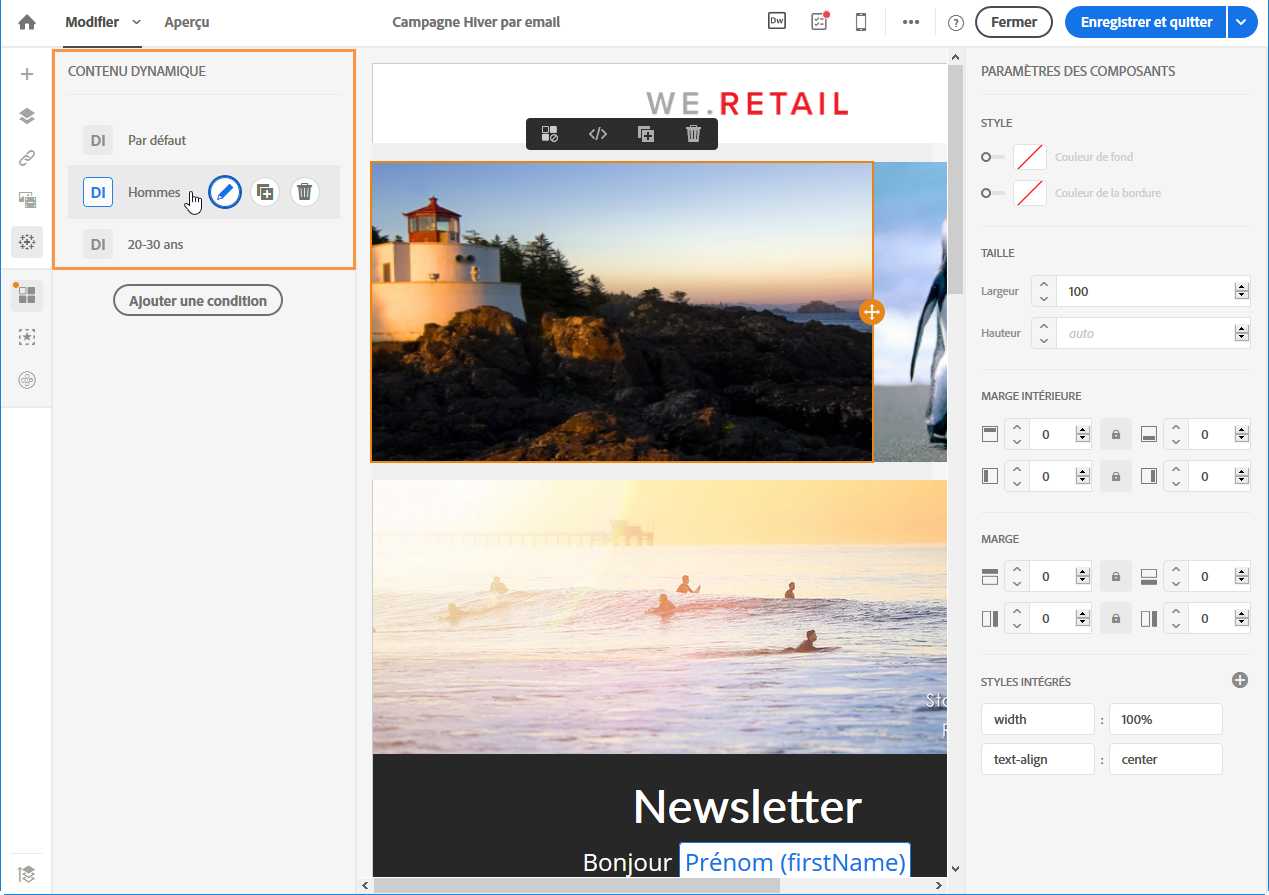 Modifier
Aperçu
Campagne Hiver par email
Dw
?
Fermer
Enregistrer et quitter
CONTENU DYNAMIQUE
DI Par défaut
DI Hommes
DI 20-30 ans
Ajouter une condition
WE.RETAIL
</>
Newsletter
Bonjour Prénom (firstName)
PARAMÈTRES DES COMPOSANTS
STYLE
Couleur de fond
Couleur de la bordure
TAILLE
Largeur 100
Hauteur auto
MARGE INTÉRIEURE
0 0
0 0
MARGE
0 0
0 0
STYLES INTÉGRÉS
width : 100%
text-align : center